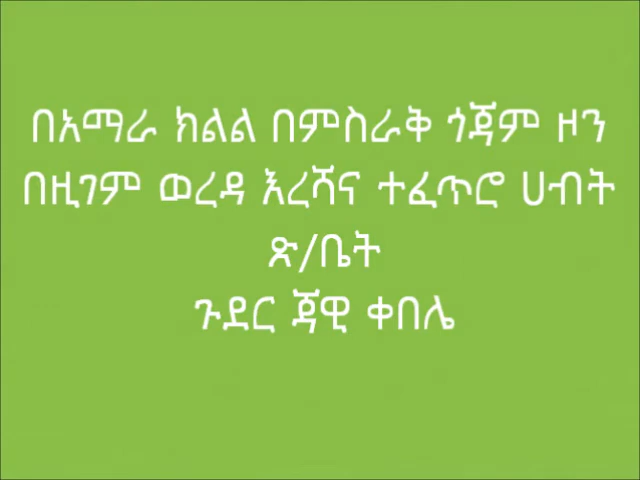 በአማራ ክልል በምስራቅ ጎጃም ዞን
በዚገም ወረዳ እረሻና ተፈጥሮ ሀብት
ጽ/ቤት
ጉደር ጃዊ ቀበሌ